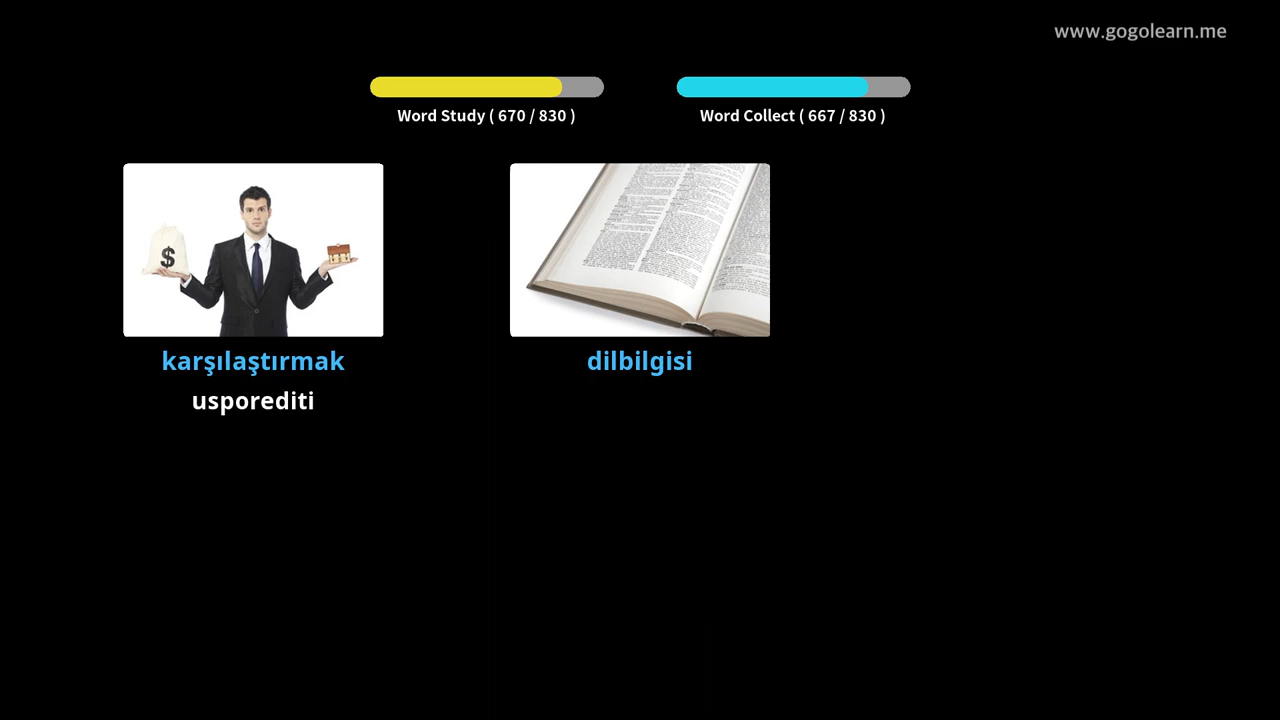 www.gogolearn.me
Word Study ( 670 / 830 )
Word Collect ( 667 / 830 )
$
karşılaştırmak
usporediti
dilbilgisi